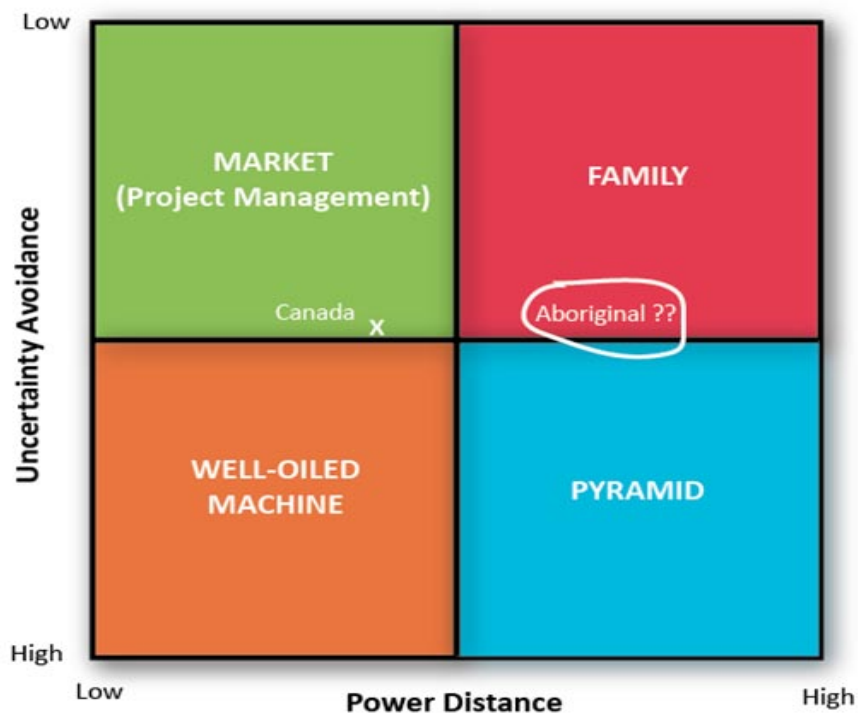 Low
MARKET
(Project Management)
FAMILY
Uncertainty Avoidance
Canada
X
Aboriginal ??
WELL-OILED
MACHINE
PYRAMID
High
Low
Power Distance
High